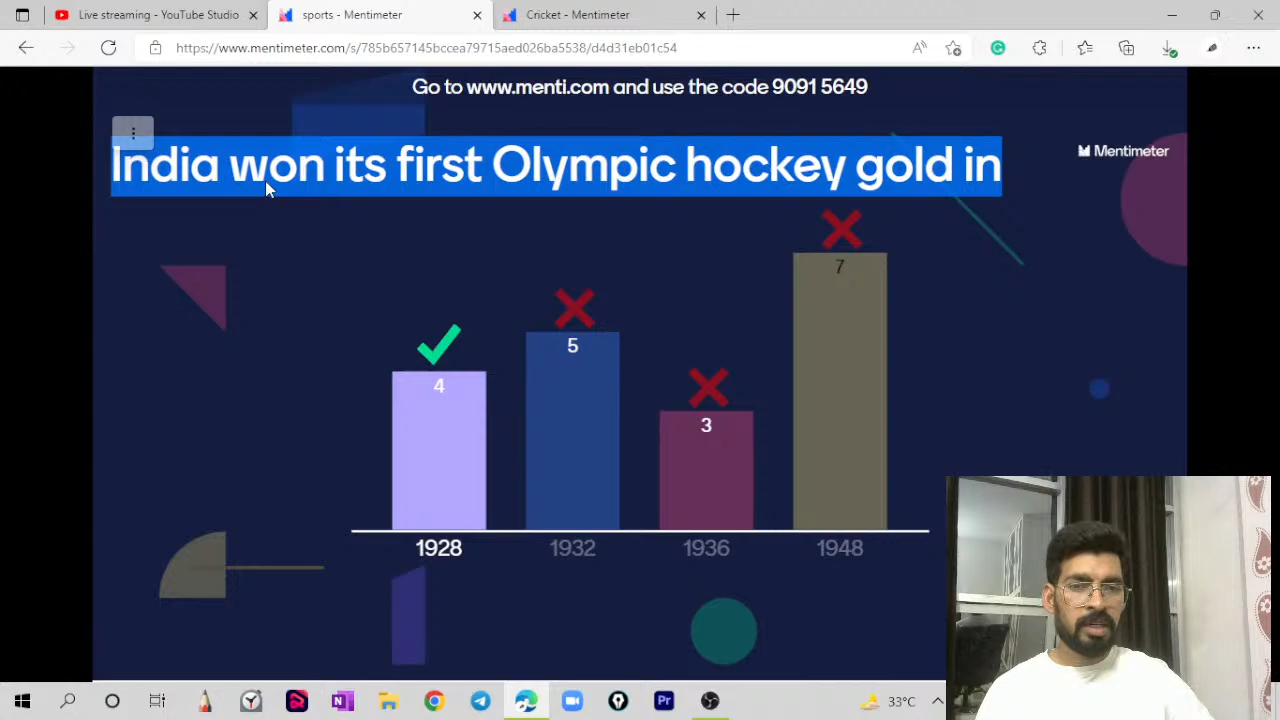 Live streaming - YouTube Studio
sports - Mentimeter
Cricket - Mentimeter
https://www.mentimeter.com/s/785b657145bccea79715aed026ba5538/d4d31eb01c54
Go to www.menti.com and use the code 9091 5649
India won its first Olympic hockey gold in
Mentimeter
7
5
4
3
1928
1932
1936
1948
33°C